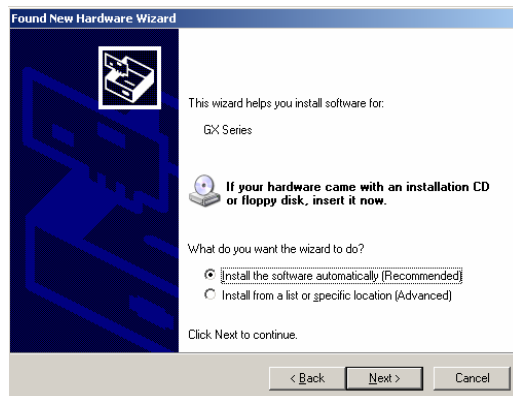 Found New Hardware Wizard
This wizard helps you install software for:
GX Series
If your hardware came with an installation CD
or floppy disk, insert it now.
What do you want the wizard to do?
Install the software automatically (Recommended)
Install from a list or specific location (Advanced)
Click Next to continue.
< Back Next > Cancel